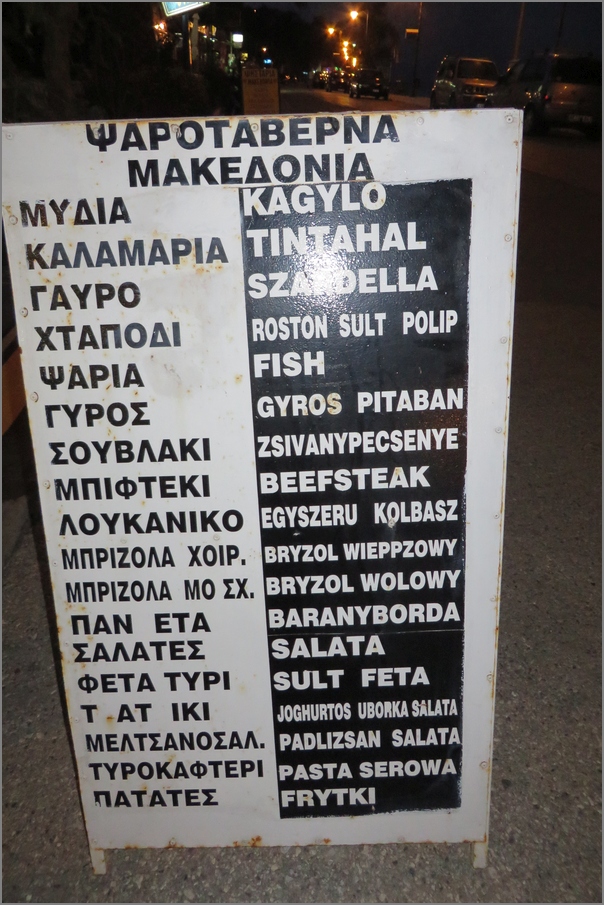 ΨΑΡΟΤΑΒΕΡΝΑ
ΜΑΚΕΔΟΝΙΑ
ΜΥΔΙΑ KAGYLO
ΚΑΛΑΜΑΡΙΑ TINTAHAL
ΓΑΥΡΟ SZARDELLA
ΧΤΑΠΟΔΙ ROSTON SULT POLIP
ΨΑΡΙΑ FISH
ΓΥΡΟΣ GYROS PITABAN
ΣΟΥΒΛΑΚΙ ZSIVANYPECSENYE
ΜΠΙΦΤΕΚΙ BEEFSTEAK
ΛΟΥΚΑΝΙΚΟ EGYSZERU KOLBASZ
ΜΠΡΙΖΟΛΑ ΧΟΙΡ. BRYZOL WIEPPZOWY
ΜΠΡΙΖΟΛΑ ΜΟ ΣΧ. BRYZOL WOLOWY
ΠΑΝ ΕΤΑ BARANYBORDA
ΣΑΛΑΤΕΣ SALATA
ΦΕΤΑ ΤΥΡΙ SULT FETA
Τ ΑΤ ΙΚΙ JOGHURTOS UBORKA SALATA
ΜΕΛΤΣΑΝΟΣΑΛ. PADLIZSAN SALATA
ΤΥΡΟΚΑΦΤΕΡΙ PASTA SEROWA
ΠΑΤΑΤΕΣ FRYTKI